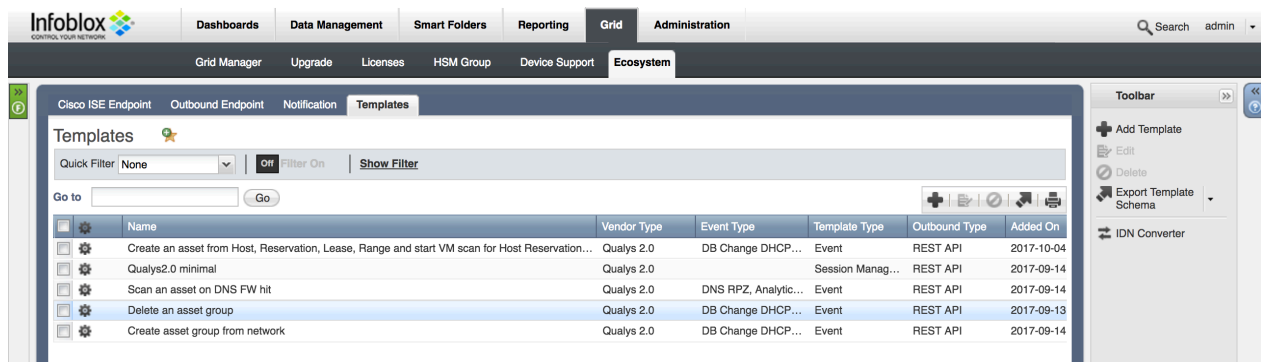 Infoblox
CONTROL YOUR NETWORK
Dashboards Data Management Smart Folders Reporting Grid Administration
Search admin
Grid Manager Upgrade Licenses HSM Group Device Support Ecosystem
Cisco ISE Endpoint Outbound Endpoint Notification Templates
Toolbar
Templates
Add Template
Edit
Delete
Export Template
Schema
IDN Converter
Quick Filter None Off Filter On Show Filter
Go to Go
Name Vendor Type Event Type Template Type Outbound Type Added On
Create an asset from Host, Reservation, Lease, Range and start VM scan for Host Reservation... Qualys 2.0 DB Change DHCP... Event REST API 2017-10-04
Qualys2.0 minimal Qualys 2.0 Session Manag... REST API 2017-09-14
Scan an asset on DNS FW hit Qualys 2.0 DNS RPZ, Analytic... Event REST API 2017-09-14
Delete an asset group Qualys 2.0 DB Change DHCP... Event REST API 2017-09-13
Create asset group from network Qualys 2.0 DB Change DHCP... Event REST API 2017-09-14